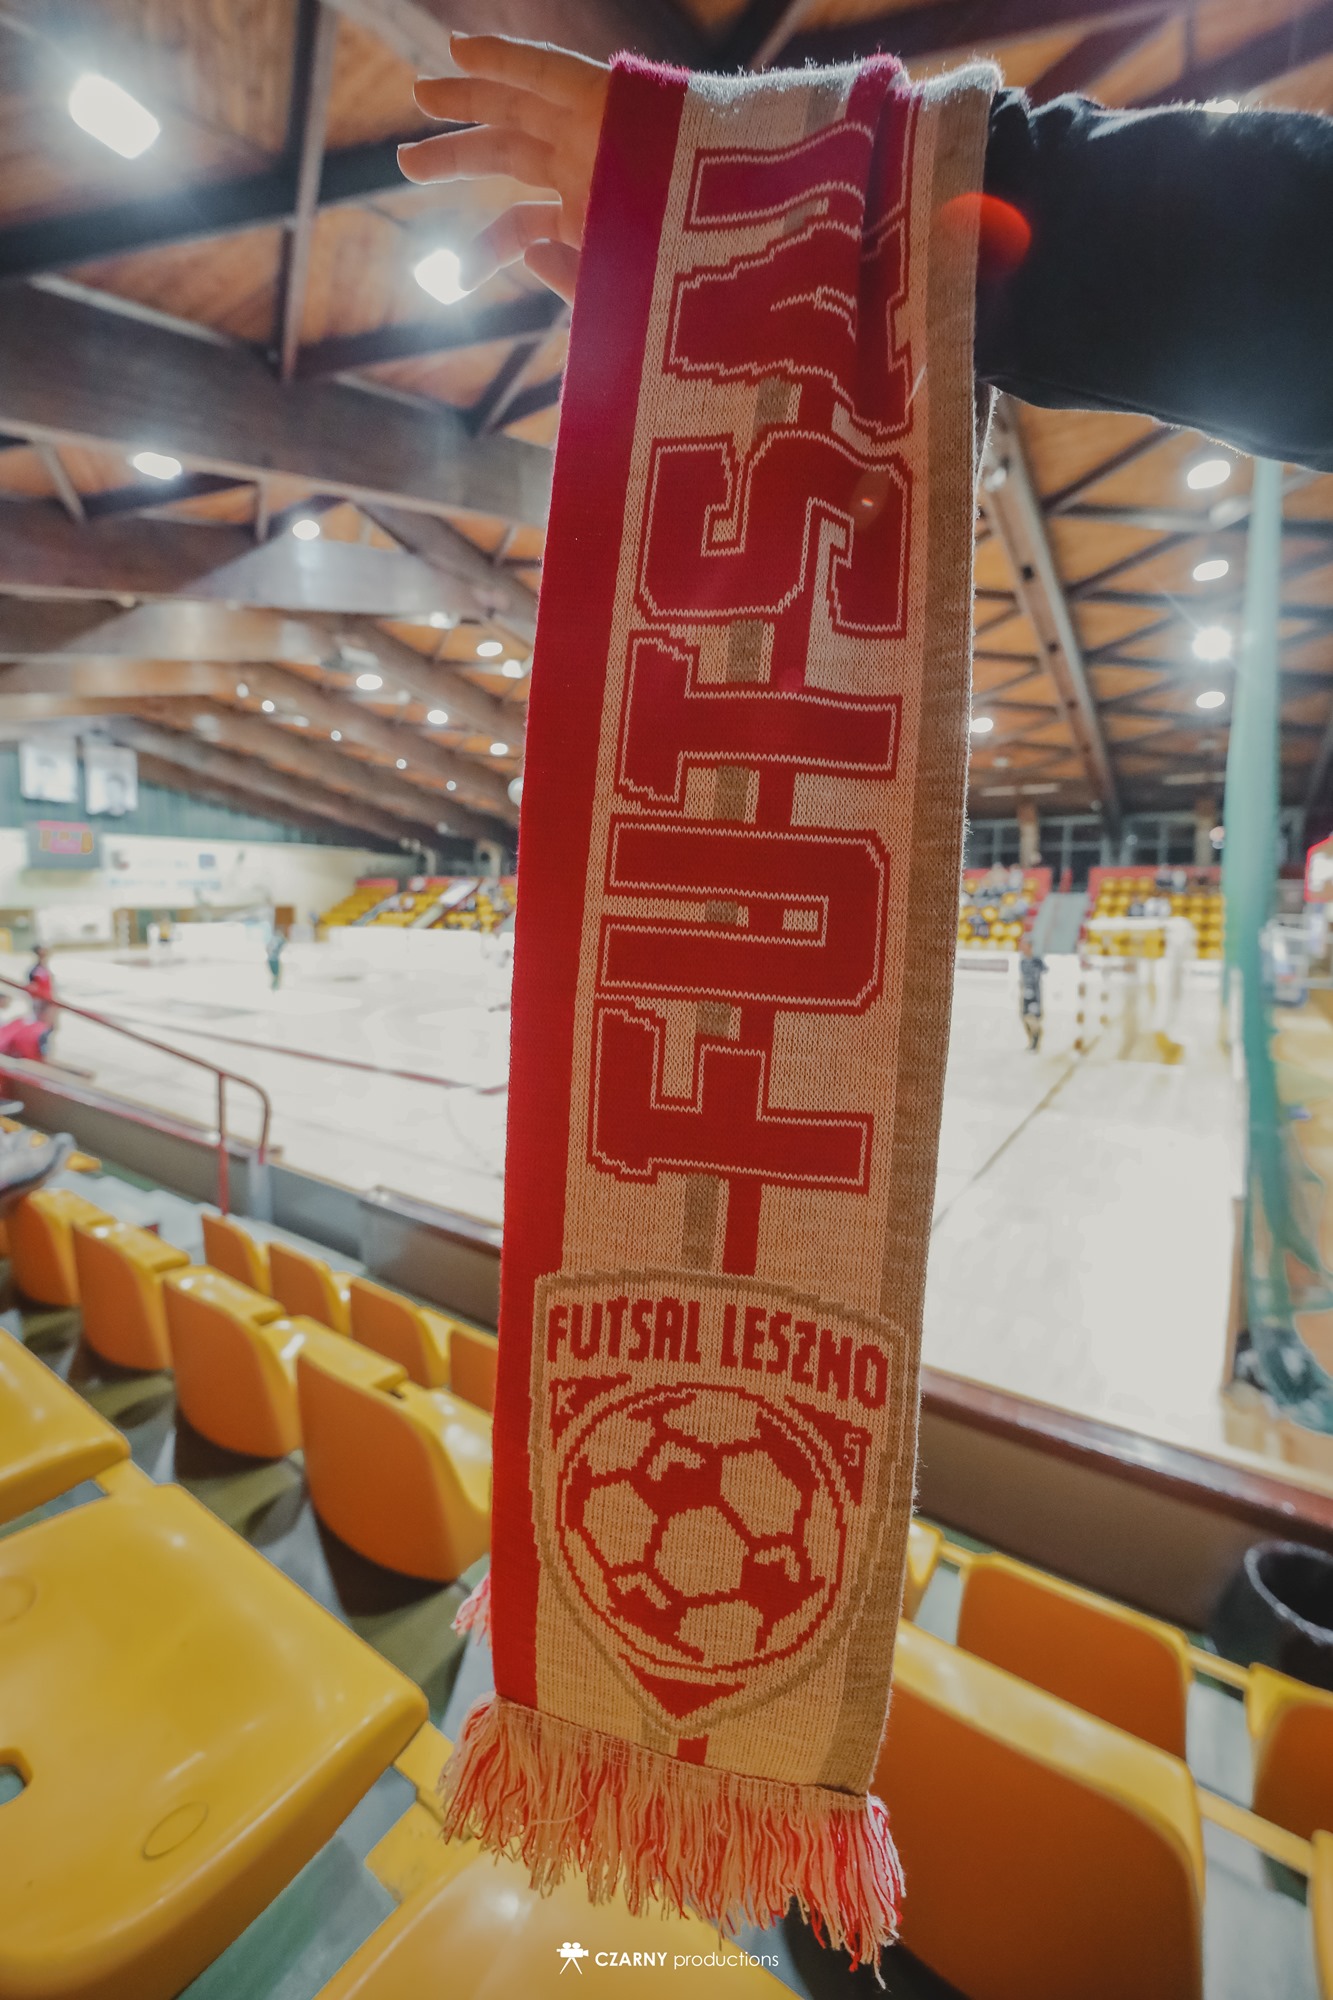 FUTSAL
FUTSAL LESZNO
K S
CZARNY productions